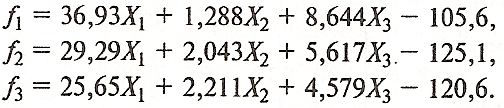 f₁ = 36,93X₁ + 1,288X₂ + 8,644X₃ − 105,6,
f₂ = 29,29X₁ + 2,043X₂ + 5,617X₃ − 125,1,
f₃ = 25,65X₁ + 2,211X₂ + 4,579X₃ − 120,6.